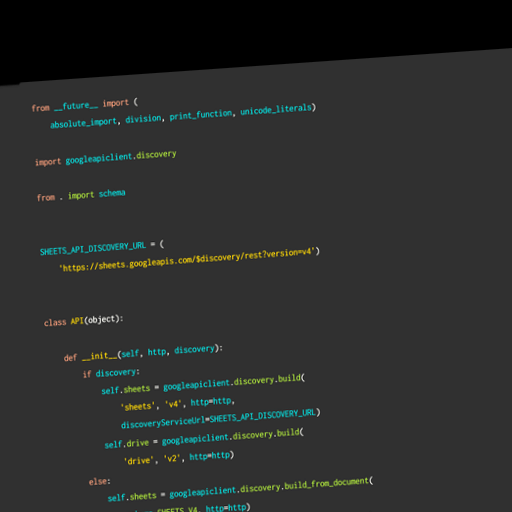 from __future__ import (
    absolute_import, division, print_function, unicode_literals)

import googleapiclient.discovery

from . import schema


SHEETS_API_DISCOVERY_URL = (
    'https://sheets.googleapis.com/$discovery/rest?version=v4')


class API(object):

    def __init__(self, http, discovery):
        if discovery:
            self.sheets = googleapiclient.discovery.build(
                'sheets', 'v4', http=http,
                discoveryServiceUrl=SHEETS_API_DISCOVERY_URL)
            self.drive = googleapiclient.discovery.build(
                'drive', 'v2', http=http)
        else:
            self.sheets = googleapiclient.discovery.build_from_document(
                SHEETS_V4, http=http)